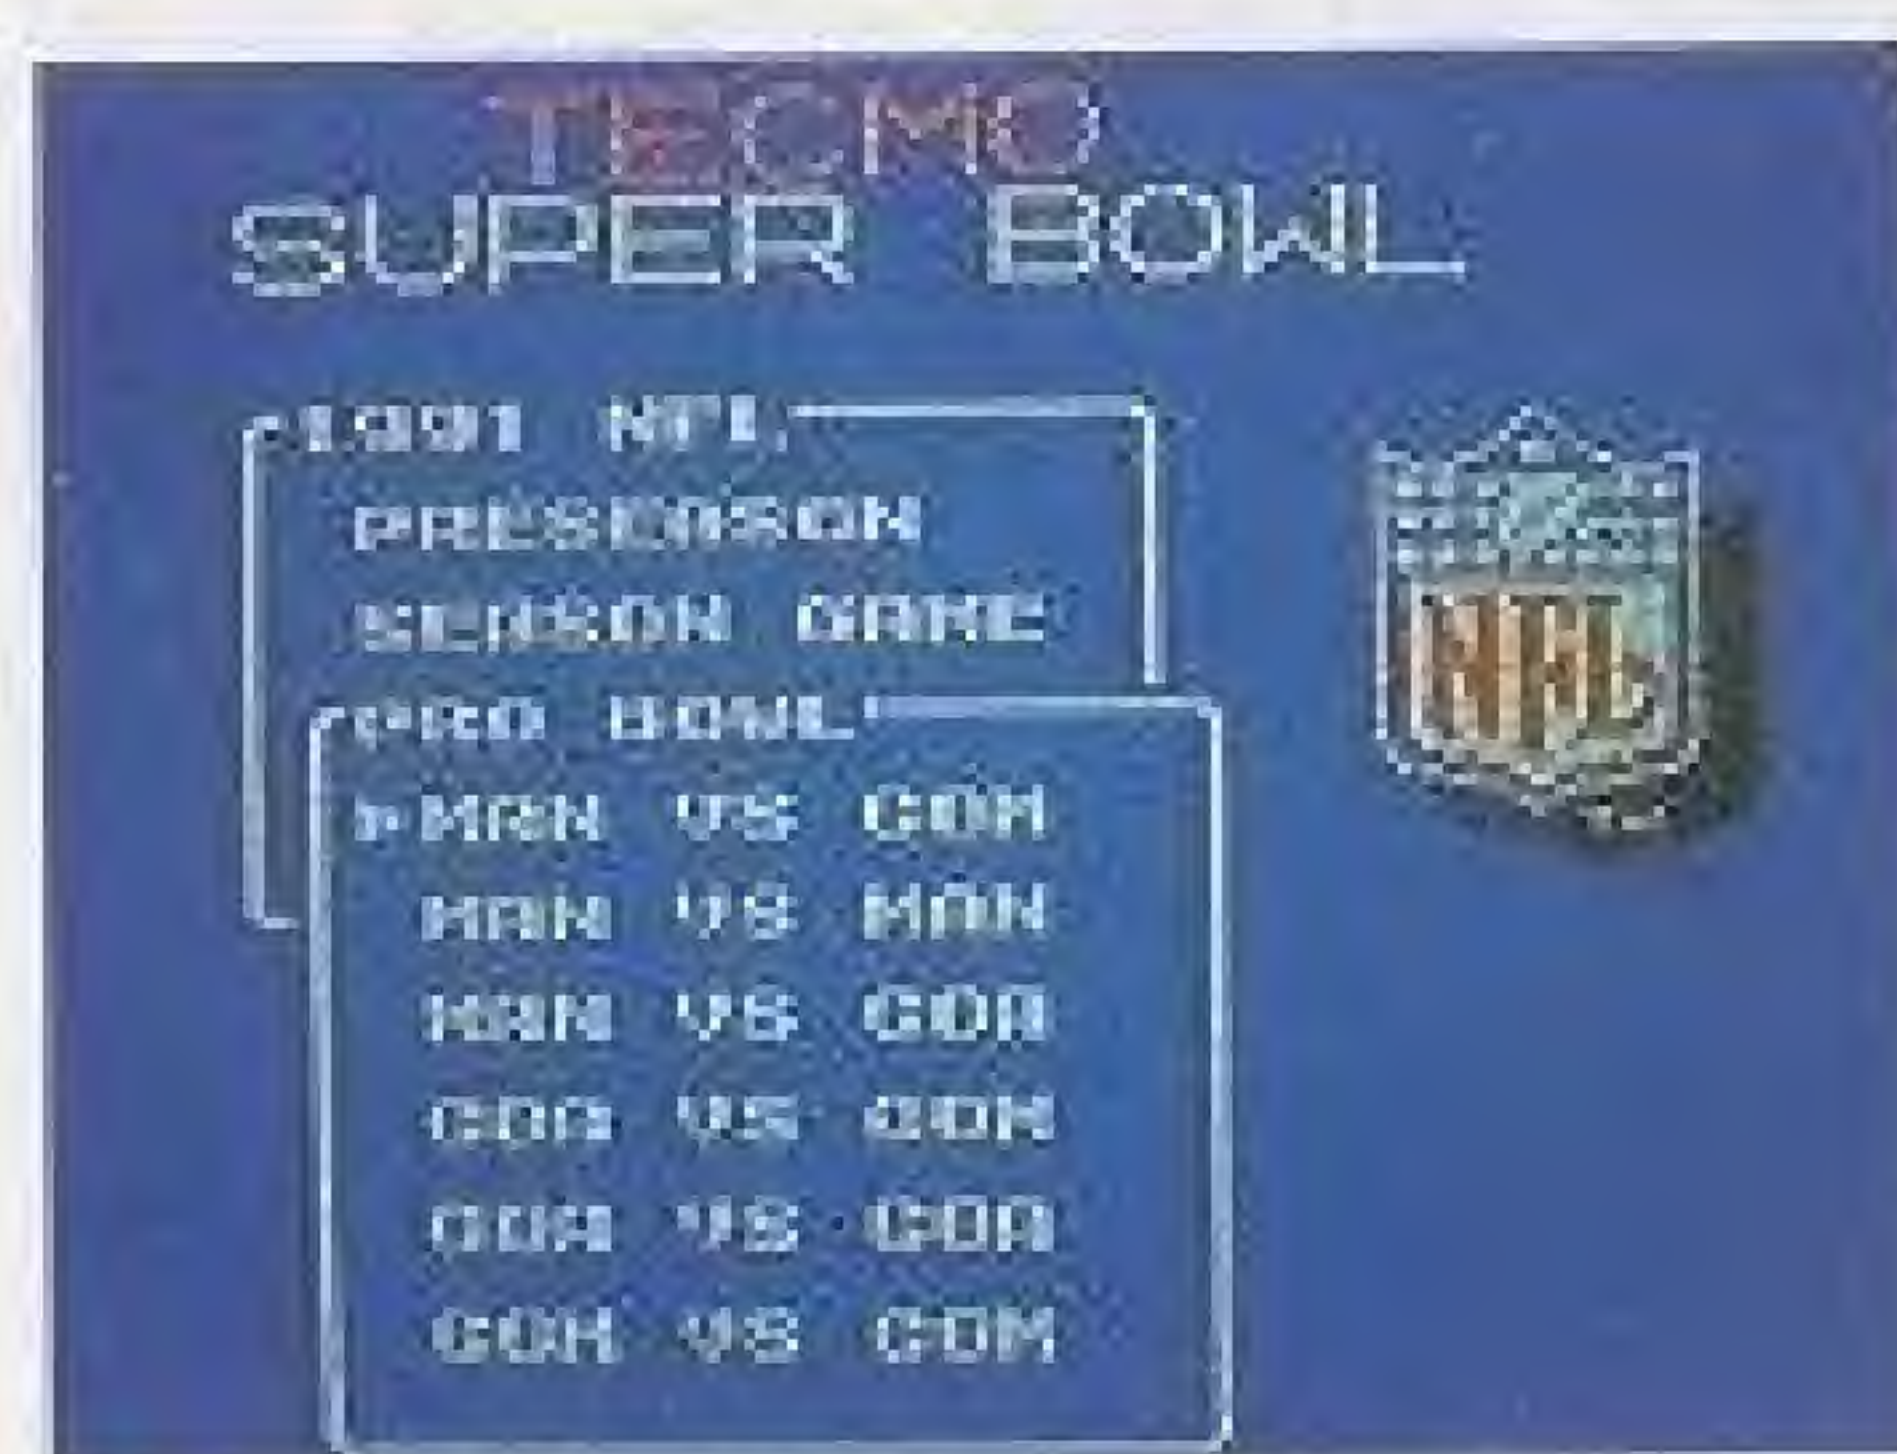 TECMO
SUPER BOWL
1991 NFL
PRESEASON
SEASON GAME
PRO BOWL
MAN VS COM
MAN VS MAN
MAN VS COA
COA VS COM
COA VS COA
COM VS COM
NFL